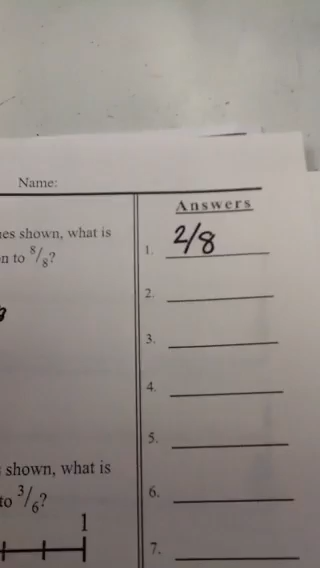 Name:
Answers
shown, what is
to 8/8?
1. 2/8
2.
3.
4.
5.
shown, what is
to 3/6?
1
6.
7.